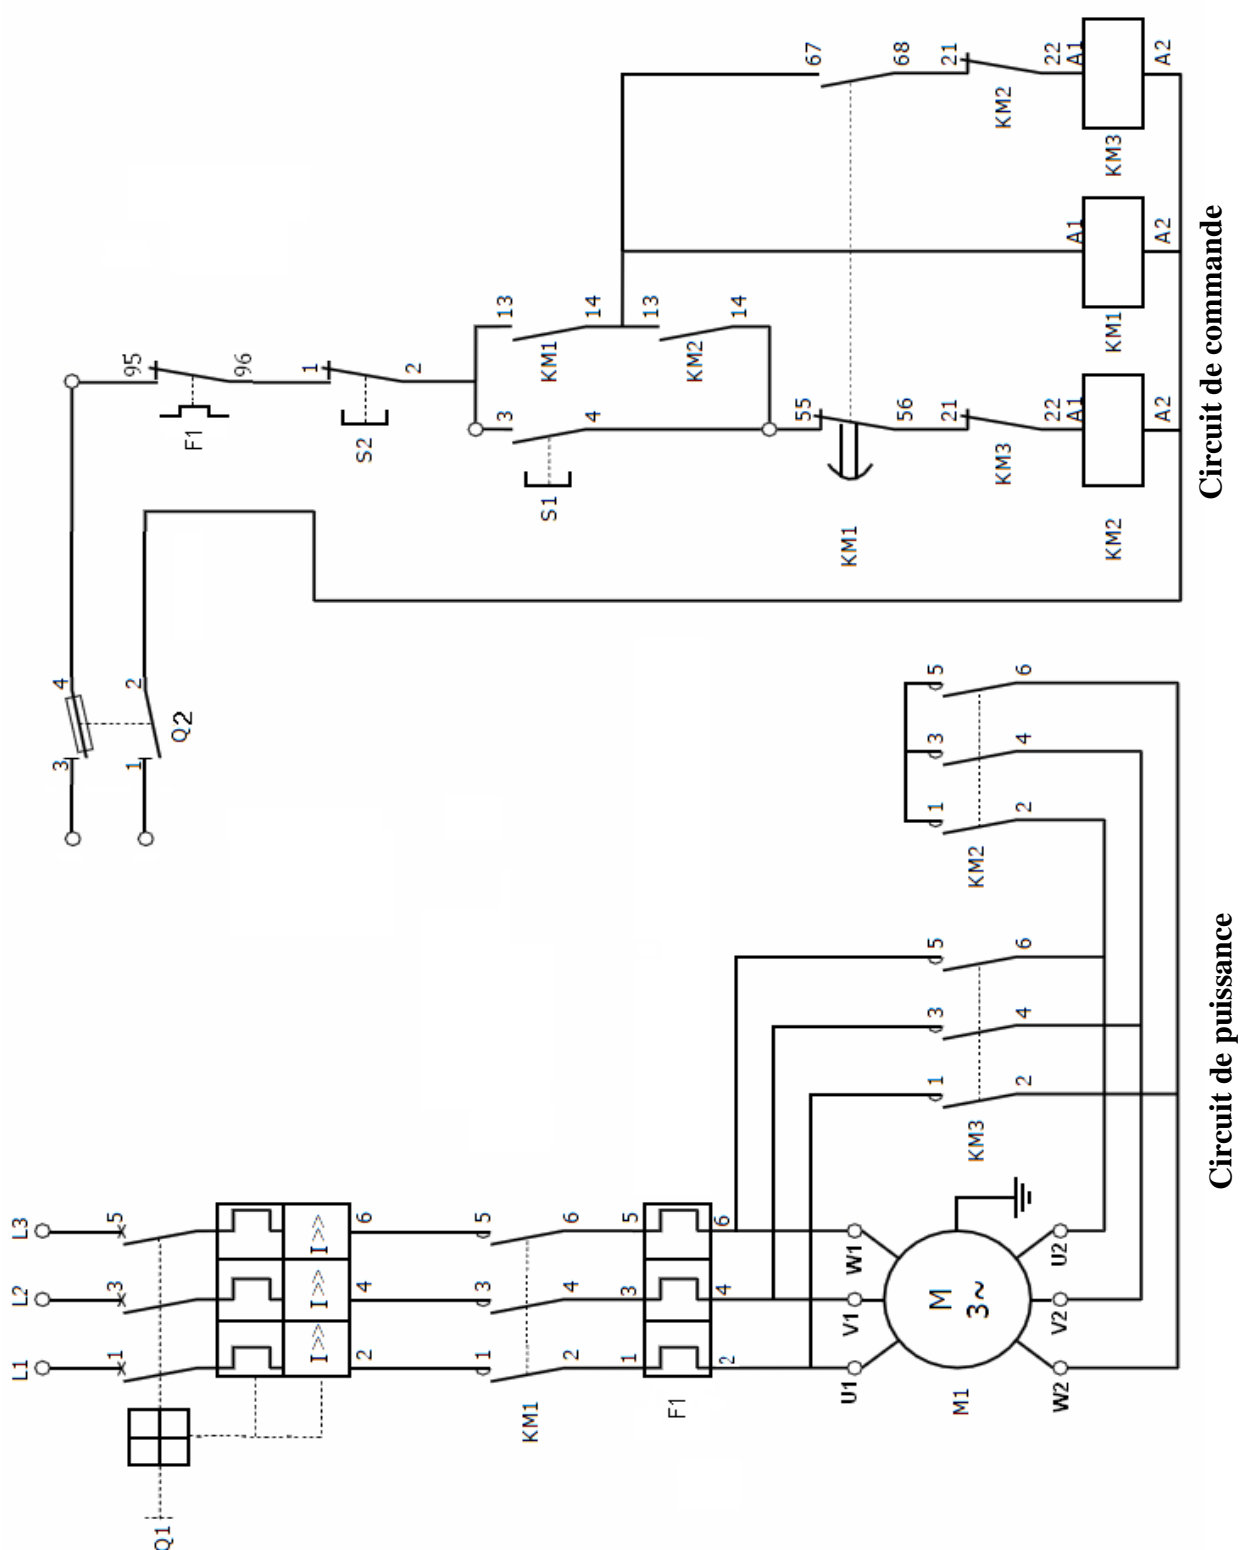 L1
L2
L3
3
4
1
2
Q1
1
3
5
Q2
I>>
I>>
I>>
2
4
6
95
96
F1
1
2
S2
1
3
5
KM1
2
4
6
3
4
S1
13
14
KM1
13
14
KM2
1
3
5
F1
2
4
6
55
56
KM1
67
68
U1
V1
W1
M
3~
M1
W2
V2
U2
1
3
5
KM3
2
4
6
1
3
5
KM2
2
4
6
21
22
KM3
21
22
KM2
A1
A2
KM2
A1
A2
KM1
A1
A2
KM3
Circuit de puissance
Circuit de commande